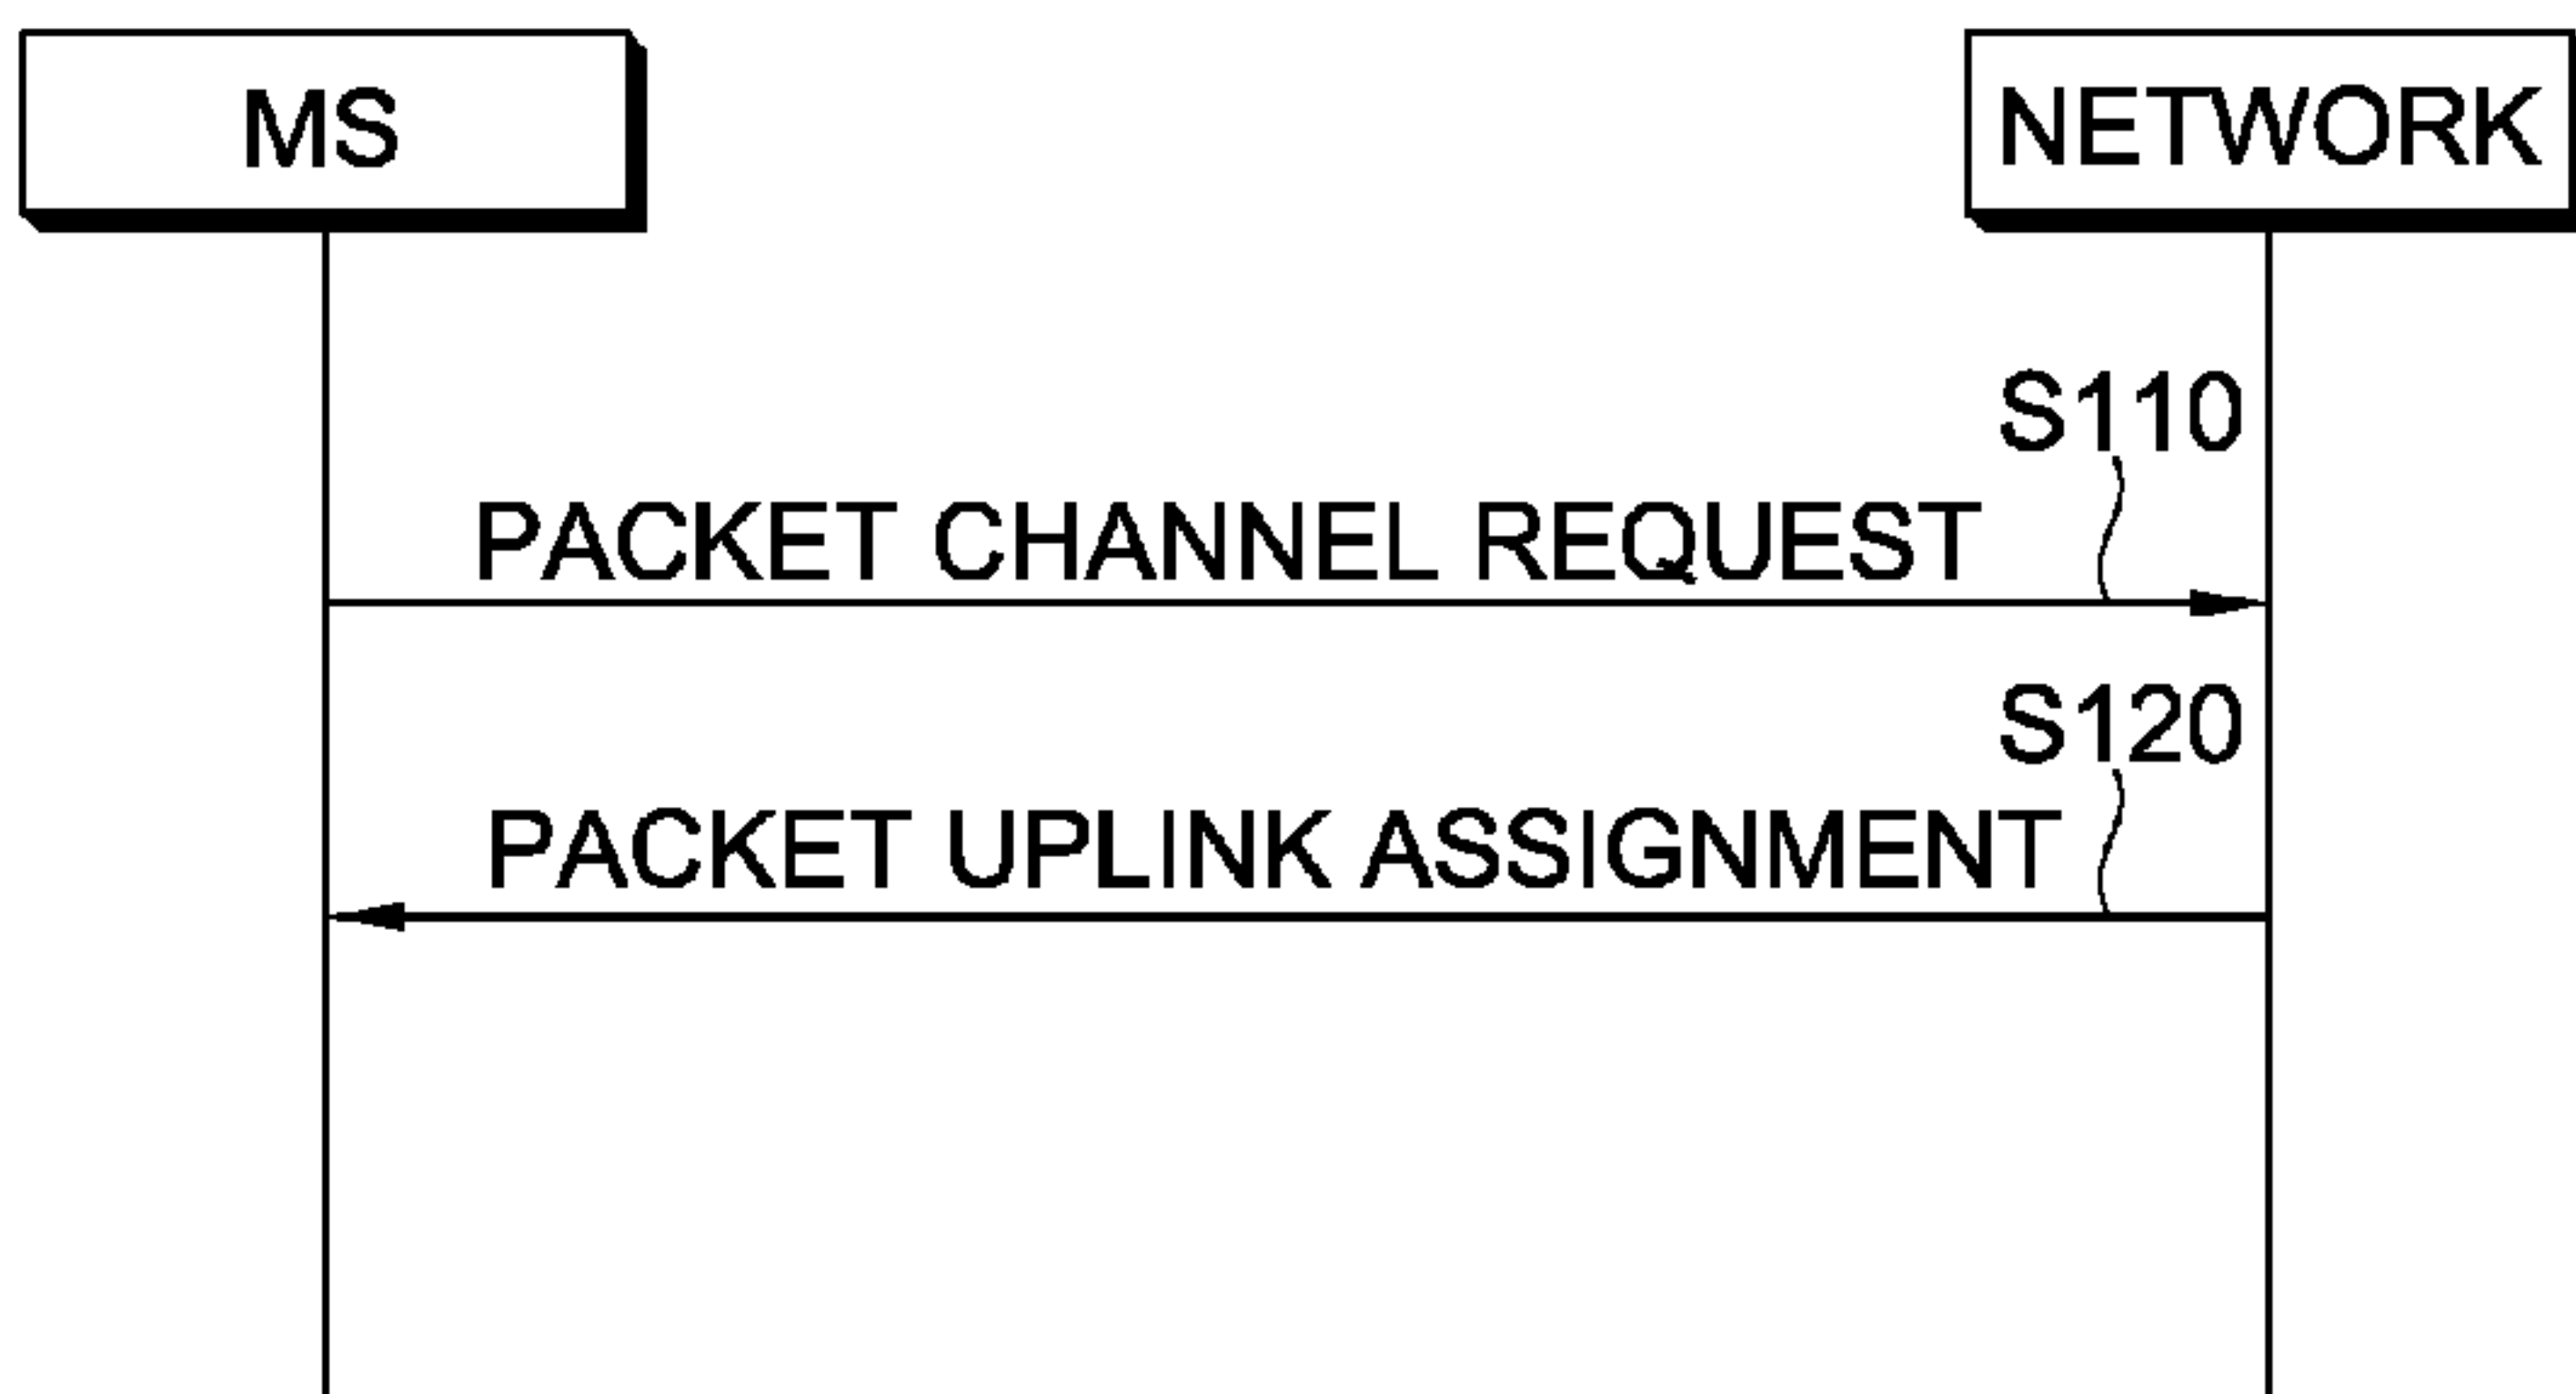 MS
NETWORK
S110
PACKET CHANNEL REQUEST
S120
PACKET UPLINK ASSIGNMENT